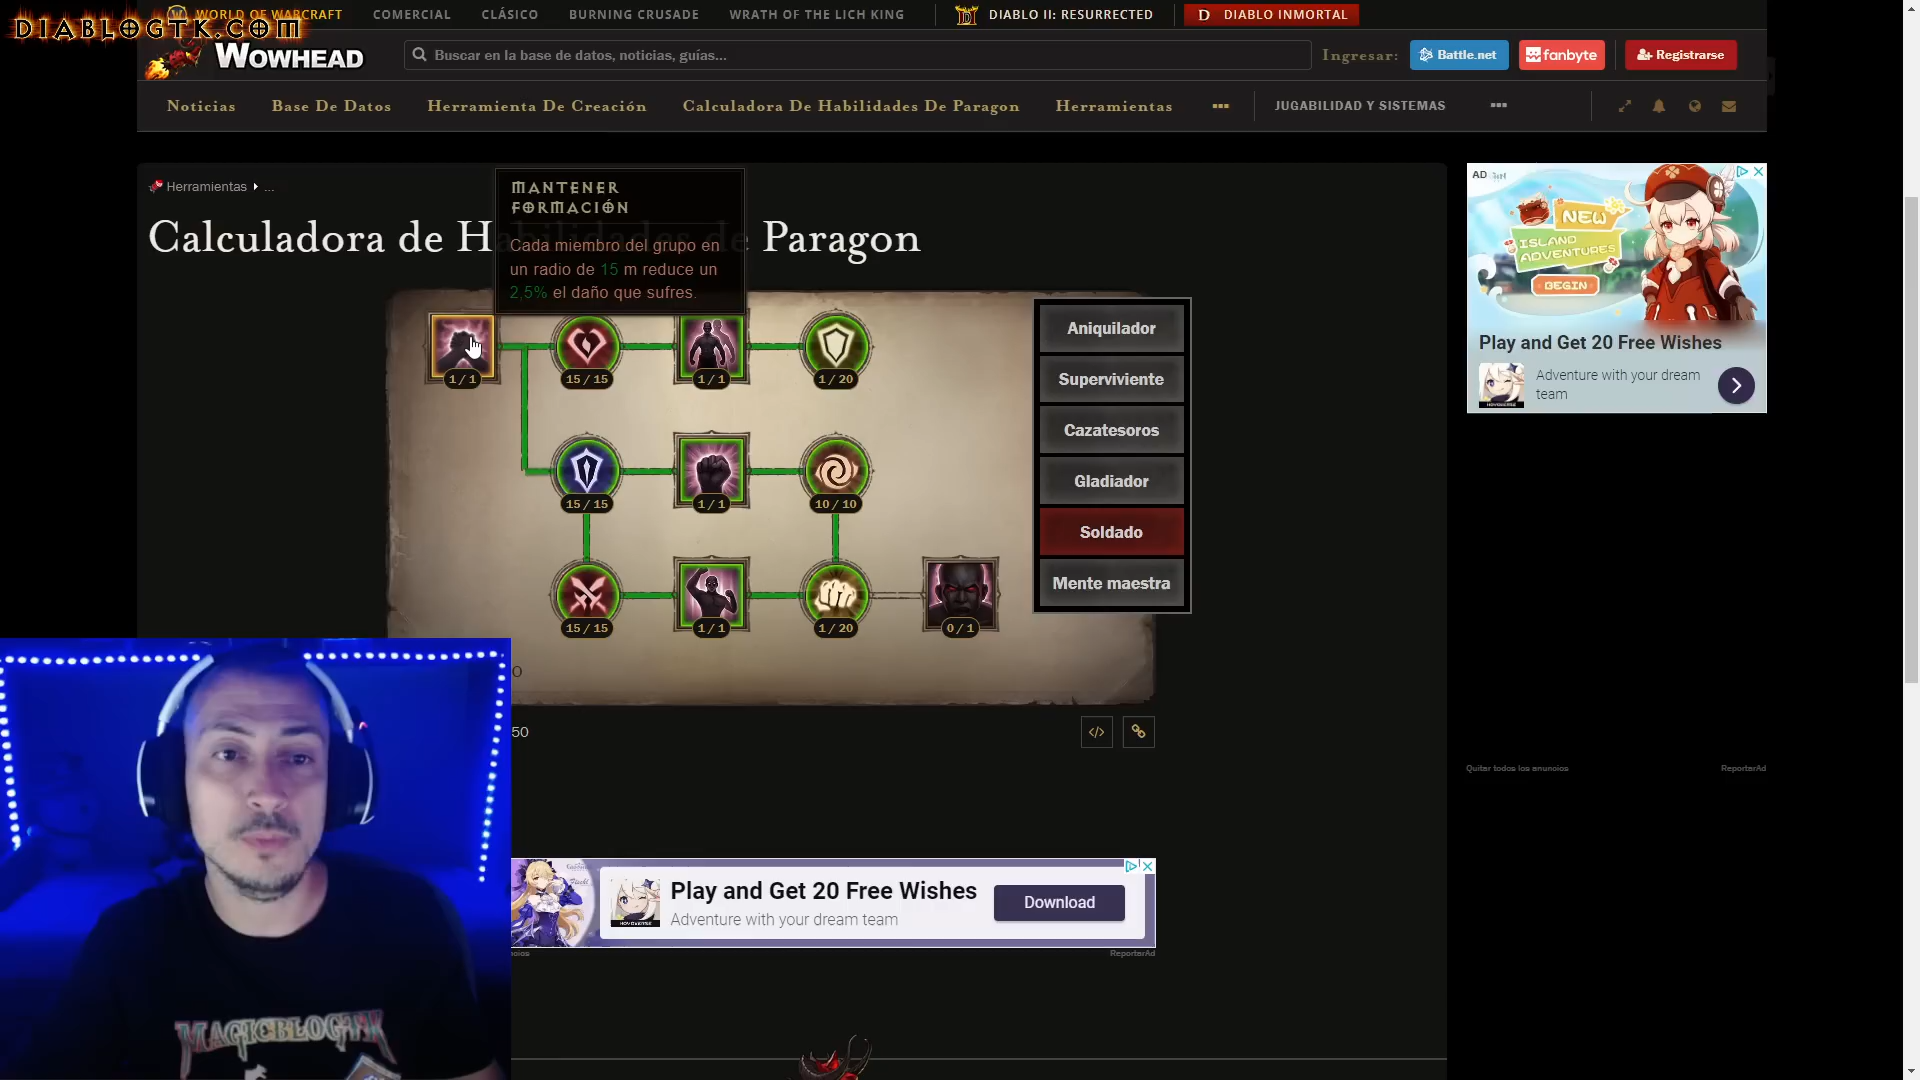 WORLD OF WARCRAFT
COMERCIAL
CLÁSICO
BURNING CRUSADE
WRATH OF THE LICH KING
DIABLO II: RESURRECTED
DIABLO INMORTAL
DIABLOGTK.COM
WOWHEAD
Buscar en la base de datos, noticias, guías...
Ingresar:
Battle.net
fanbyte
Registrarse
Noticias
Base De Datos
Herramienta De Creación
Calculadora De Habilidades De Paragon
Herramientas
JUGABILIDAD Y SISTEMAS
Herramientas ...
MANTENER
FORMACIÓN
Cada miembro del grupo en
un radio de 15 m reduce un
2,5% el daño que sufres.
Calculadora de Habilidades de Paragon
1 / 1
15 / 15
1 / 1
1 / 20
15 / 15
1 / 1
10 / 10
15 / 15
1 / 1
1 / 20
0 / 1
Aniquilador
Superviviente
Cazatesoros
Gladiador
Soldado
Mente maestra
0
50
AD
NEW
ISLAND
ADVENTURES
BEGIN
Play and Get 20 Free Wishes
Adventure with your dream
team
HOYOVERSE
Quitar todos los anuncios
ReportarAd
Play and Get 20 Free Wishes
Adventure with your dream team
Download
HOYOVERSE
ReportarAd
MAGICBLOGTK